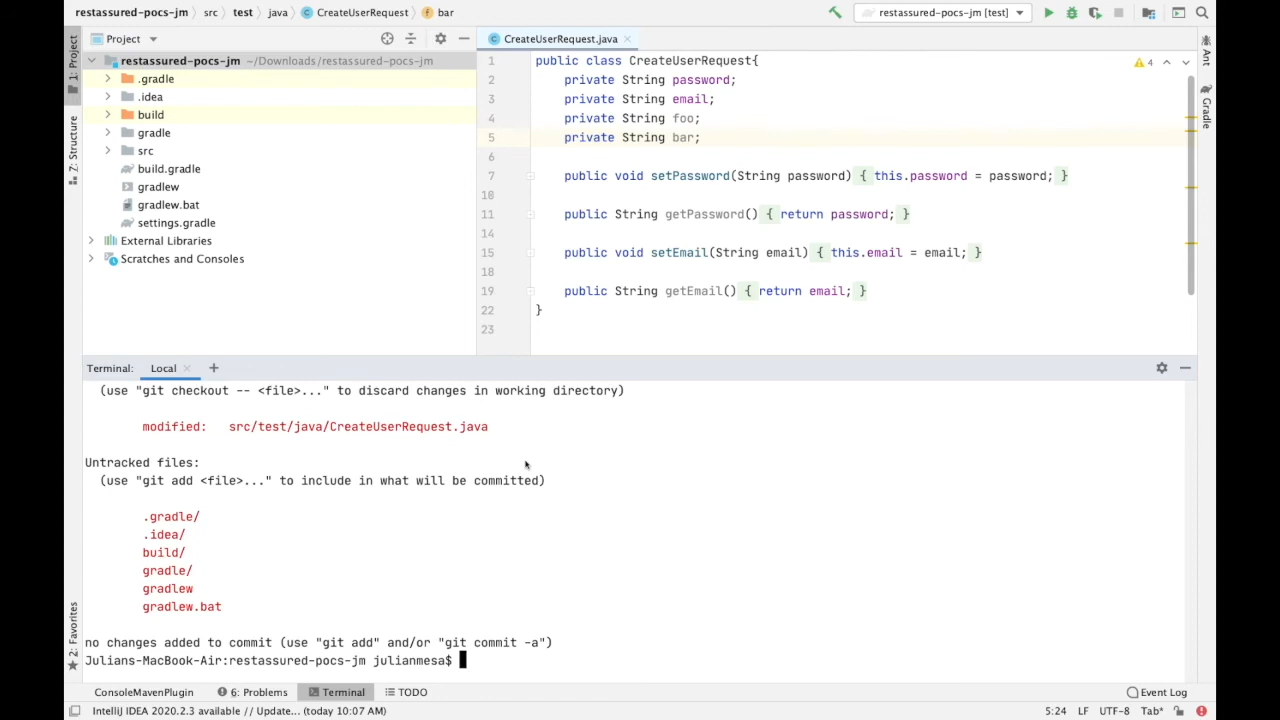 restassured-pocs-jm src test java CreateUserRequest bar restassured-pocs-jm [test]
1: Project
Project
restassured-pocs-jm ~/Downloads/restassured-pocs-jm
.gradle
.idea
build
gradle
src
build.gradle
gradlew
gradlew.bat
settings.gradle
External Libraries
Scratches and Consoles
Z: Structure
2: Favorites
CreateUserRequest.java
4
1 public class CreateUserRequest{
2 private String password;
3 private String email;
4 private String foo;
5 private String bar;
6
7 public void setPassword(String password) { this.password = password; }
10
11 public String getPassword() { return password; }
14
15 public void setEmail(String email) { this.email = email; }
18
19 public String getEmail() { return email; }
22 }
23
Ant
Gradle
Terminal: Local +
(use "git checkout -- <file>..." to discard changes in working directory)
modified: src/test/java/CreateUserRequest.java
Untracked files:
(use "git add <file>..." to include in what will be committed)
.gradle/
.idea/
build/
gradle/
gradlew
gradlew.bat
no changes added to commit (use "git add" and/or "git commit -a")
Julians-MacBook-Air:restassured-pocs-jm julianmesa$
ConsoleMavenPlugin 6: Problems Terminal TODO Event Log
IntelliJ IDEA 2020.2.3 available // Update... (today 10:07 AM) 5:24 LF UTF-8 Tab*